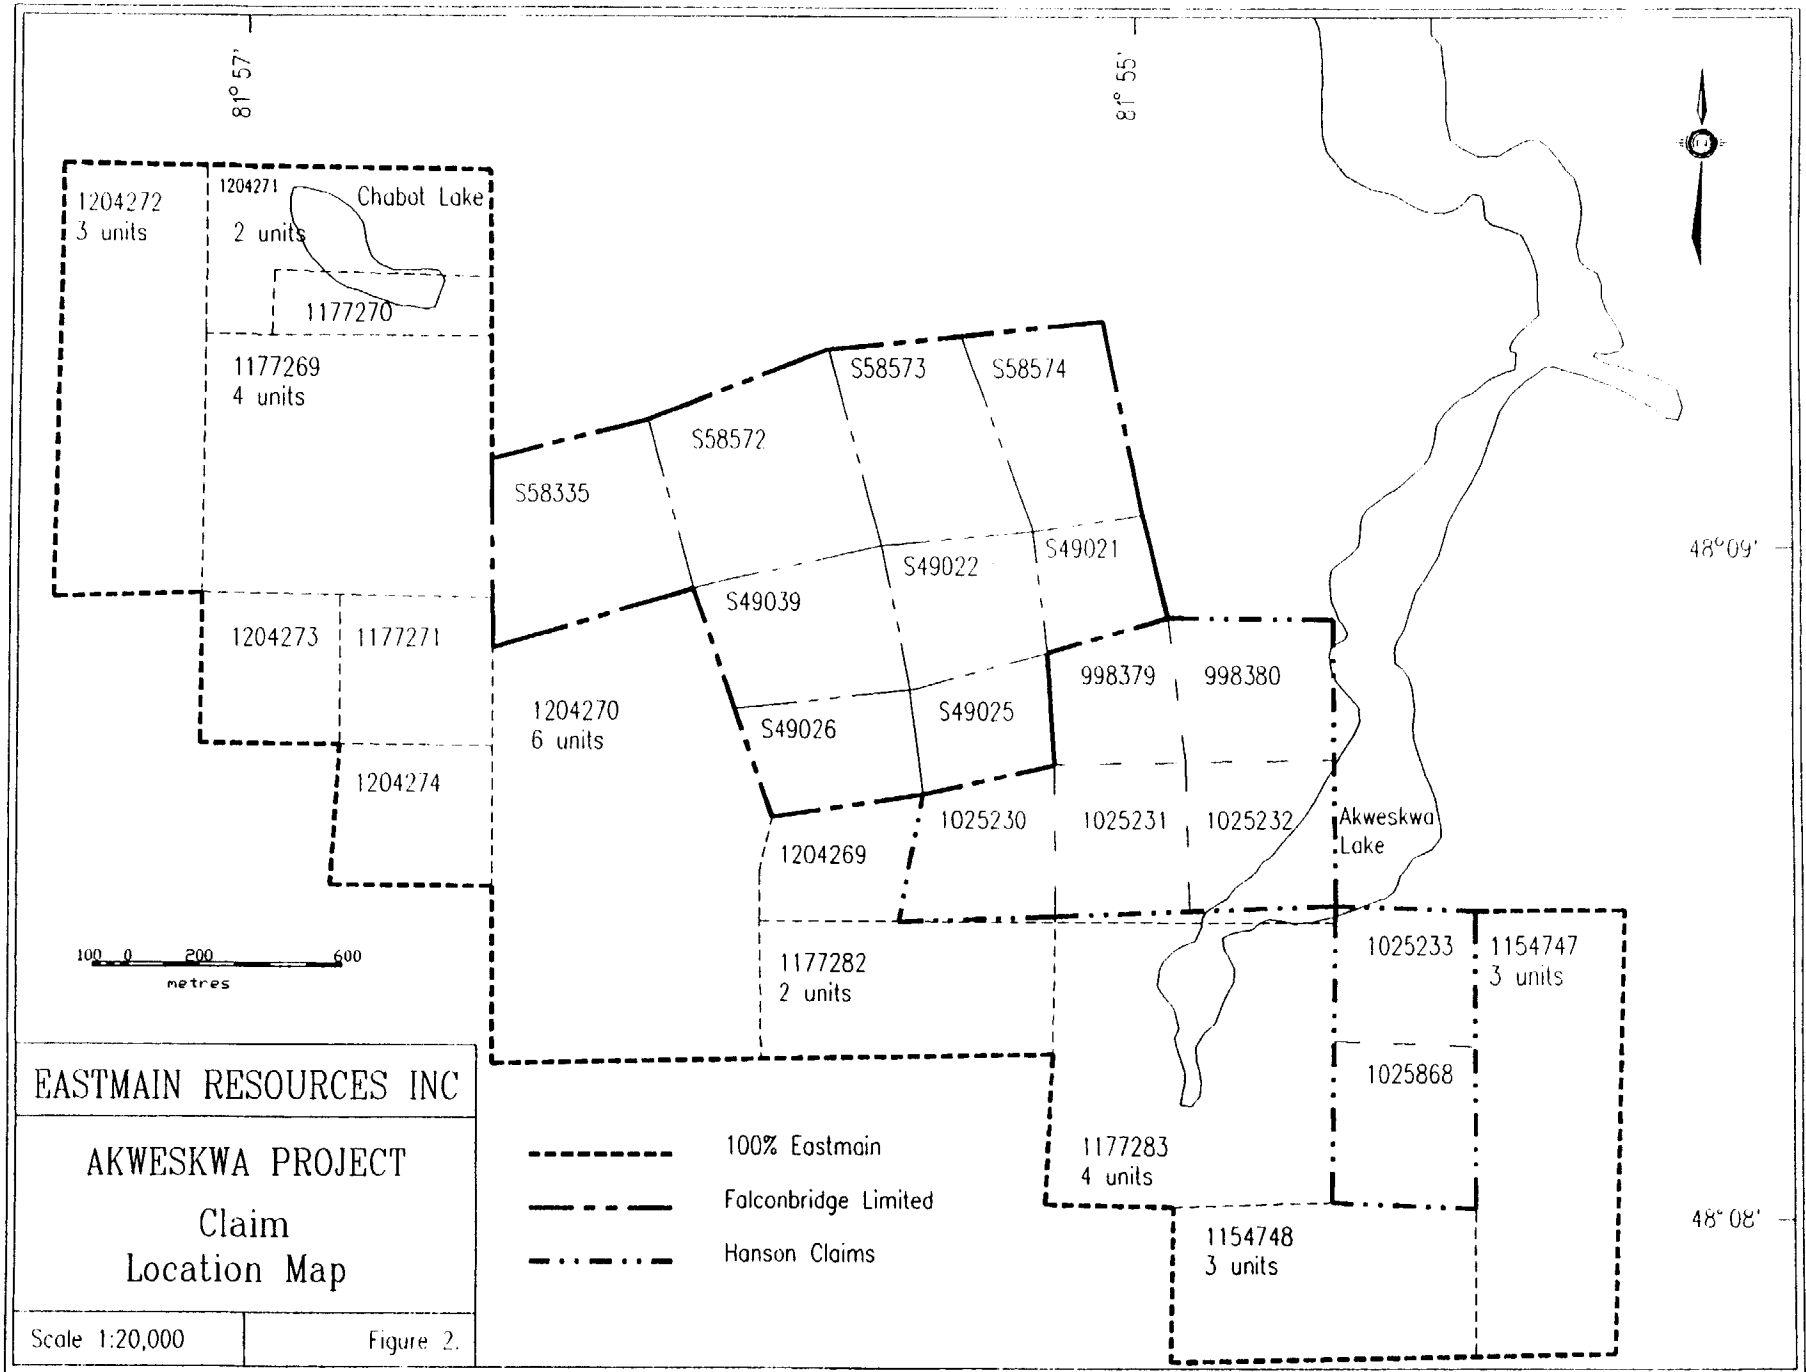 81° 57'
81° 55'
1204272
3 units
1204271
2 units
Chabot Lake
1177270
1177269
4 units
S58573
S58574
S58572
S58335
S49022
S49021
S49039
48°09'
1204273
1177271
998379
998380
1204270
6 units
S49026
S49025
1204274
1025230
1025231
1025232
Akweskwa
Lake
1204269
1177282
2 units
1025233
1154747
3 units
100 0 200 600
metres
1025868
EASTMAIN RESOURCES INC
AKWESKWA PROJECT
Claim
Location Map
Scale 1:20,000
Figure 2.
100% Eastmain
Falconbridge Limited
Hanson Claims
1177283
4 units
1154748
3 units
48° 08'